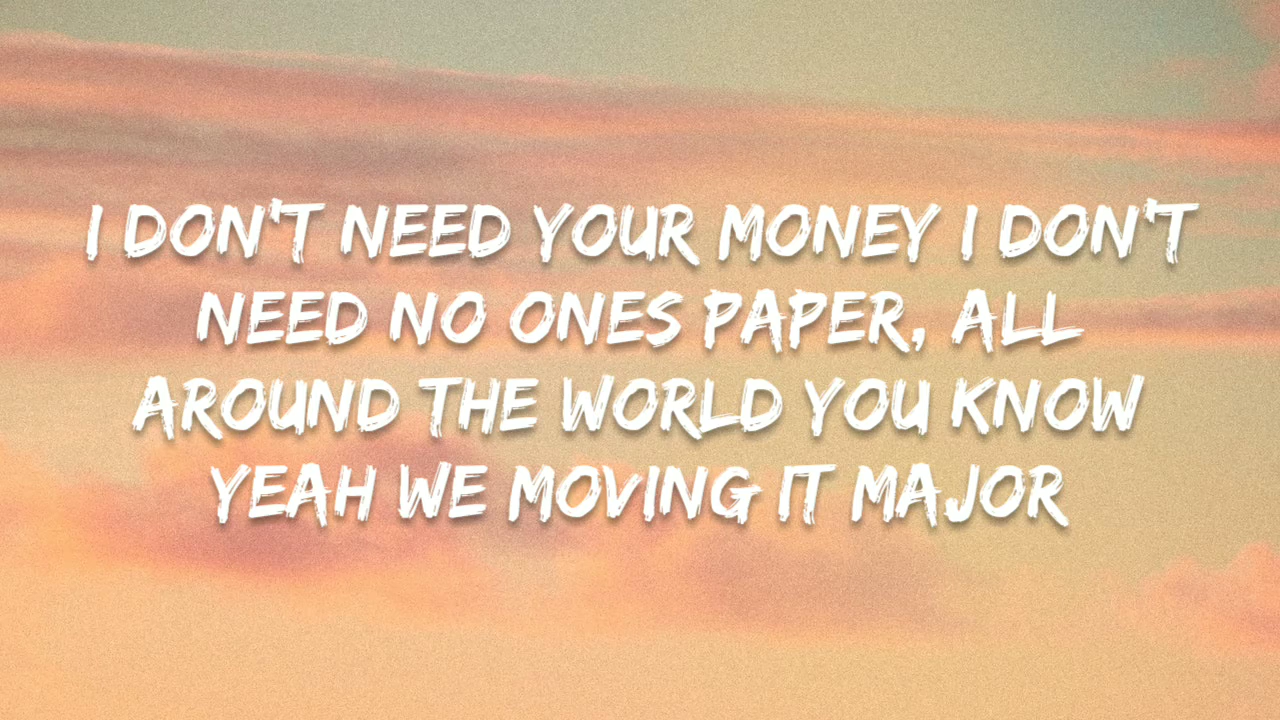 I DON'T NEED YOUR MONEY I DON'T
NEED NO ONES PAPER, ALL
AROUND THE WORLD YOU KNOW
YEAH WE MOVING IT MAJOR